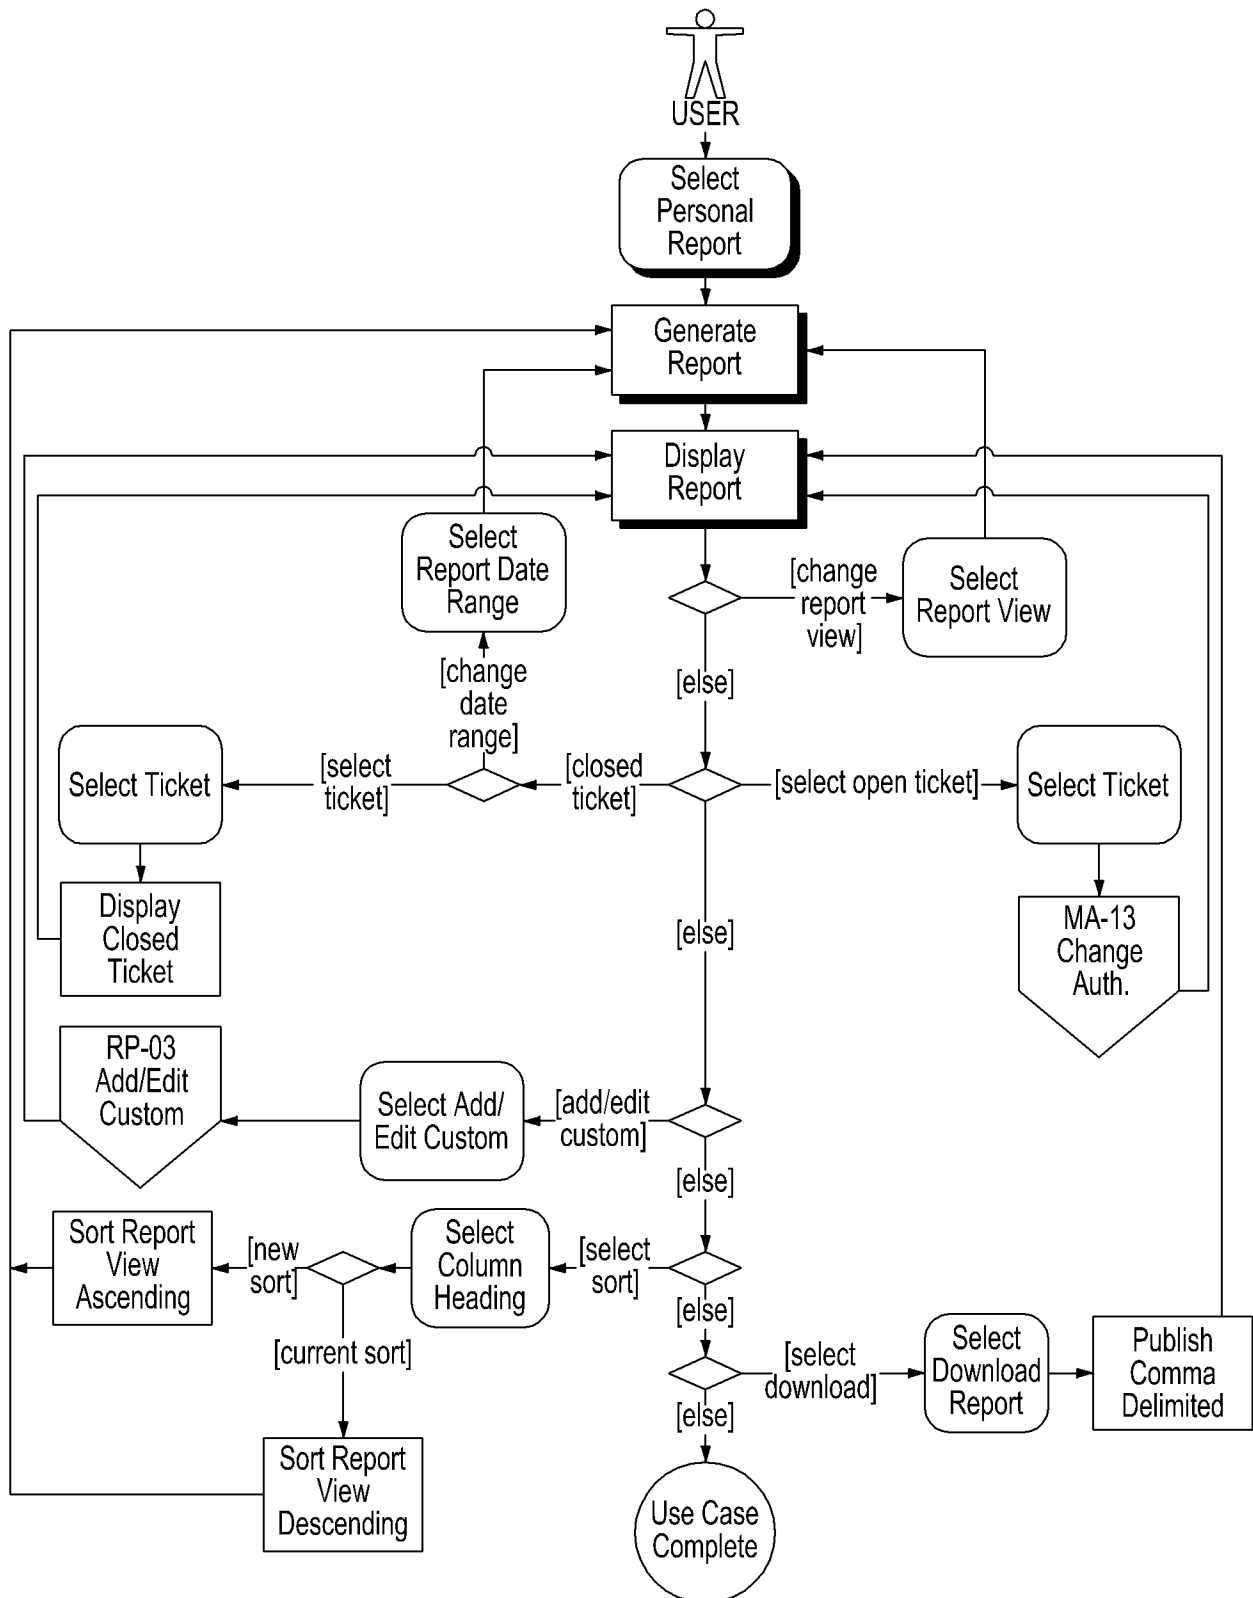 USER
Select
Personal
Report
Generate
Report
Display
Report
Select
Report Date
Range
[change
report
view]
Select
Report View
[change
date
range]
[else]
Select Ticket
[select
ticket]
[closed
ticket]
[select open ticket]
Select Ticket
Display
Closed
Ticket
[else]
MA-13
Change
Auth.
RP-03
Add/Edit
Custom
Select Add/
Edit Custom
[add/edit
custom]
[else]
Sort Report
View
Ascending
[new
sort]
Select
Column
Heading
[select
sort]
[else]
[current sort]
[select
download]
Select
Download
Report
Publish
Comma
Delimited
[else]
Sort Report
View
Descending
Use Case
Complete